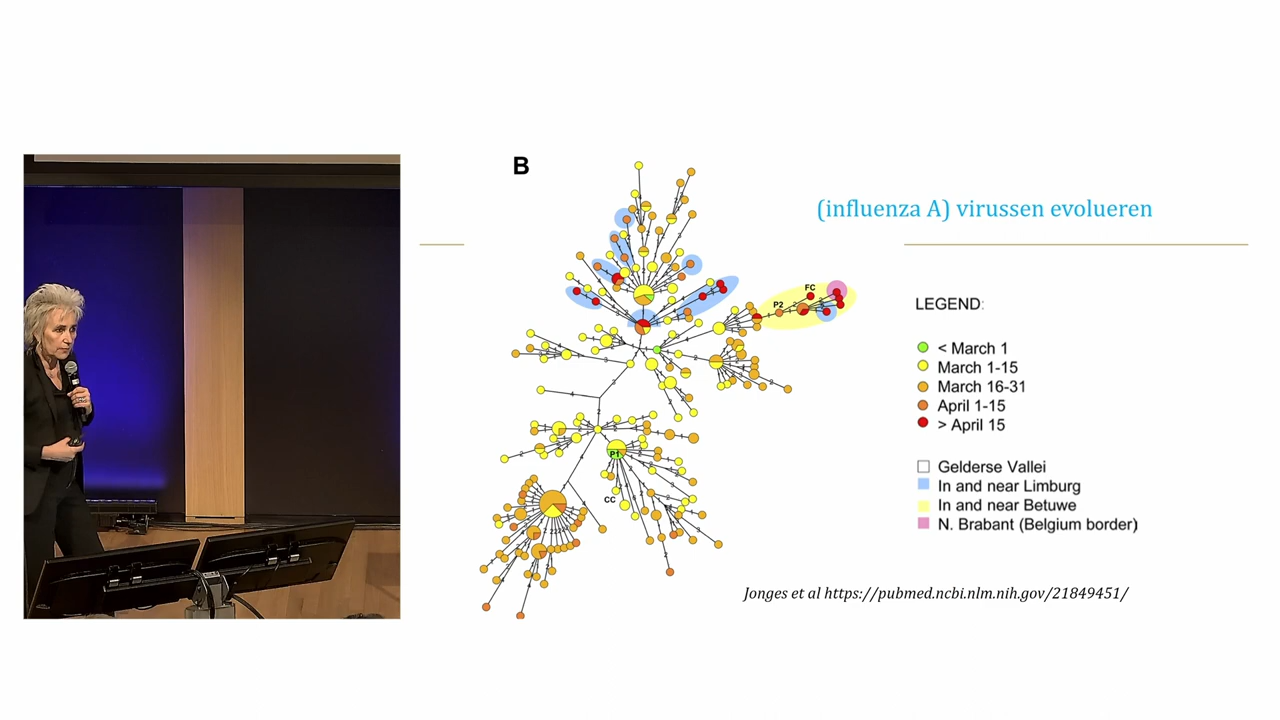 B
(influenza A) virussen evolueren
FC
P2
P1
CC
LEGEND:
< March 1
March 1-15
March 16-31
April 1-15
> April 15
Gelderse Vallei
In and near Limburg
In and near Betuwe
N. Brabant (Belgium border)
Jonges et al https://pubmed.ncbi.nlm.nih.gov/21849451/